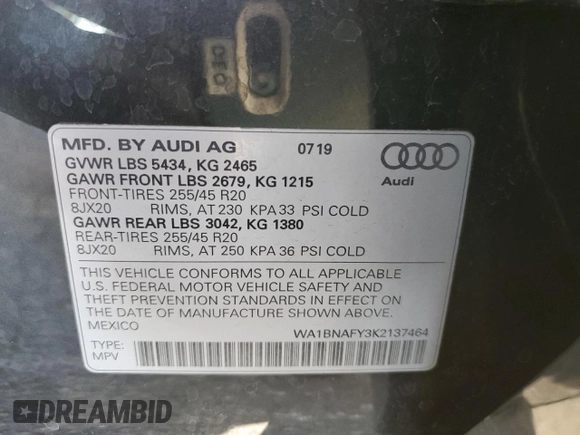 MFD. BY AUDI AG 07 19
GVWR LBS 5434, KG 2465
GAWR FRONT LBS 2679, KG 1215
FRONT-TIRES 255/45 R20
8JX20 RIMS, AT 230 KPA 33 PSI COLD
GAWR REAR LBS 3042, KG 1380
REAR-TIRES 255/45 R20
8JX20 RIMS, AT 250 KPA 36 PSI COLD
Audi
THIS VEHICLE CONFORMS TO ALL APPLICABLE
U.S. FEDERAL MOTOR VEHICLE SAFETY AND
THEFT PREVENTION STANDARDS IN EFFECT ON
THE DATE OF MANUFACTURE SHOWN ABOVE.
MEXICO WA1BNAFY3K2137464
TYPE:
MPV
DREAMBID